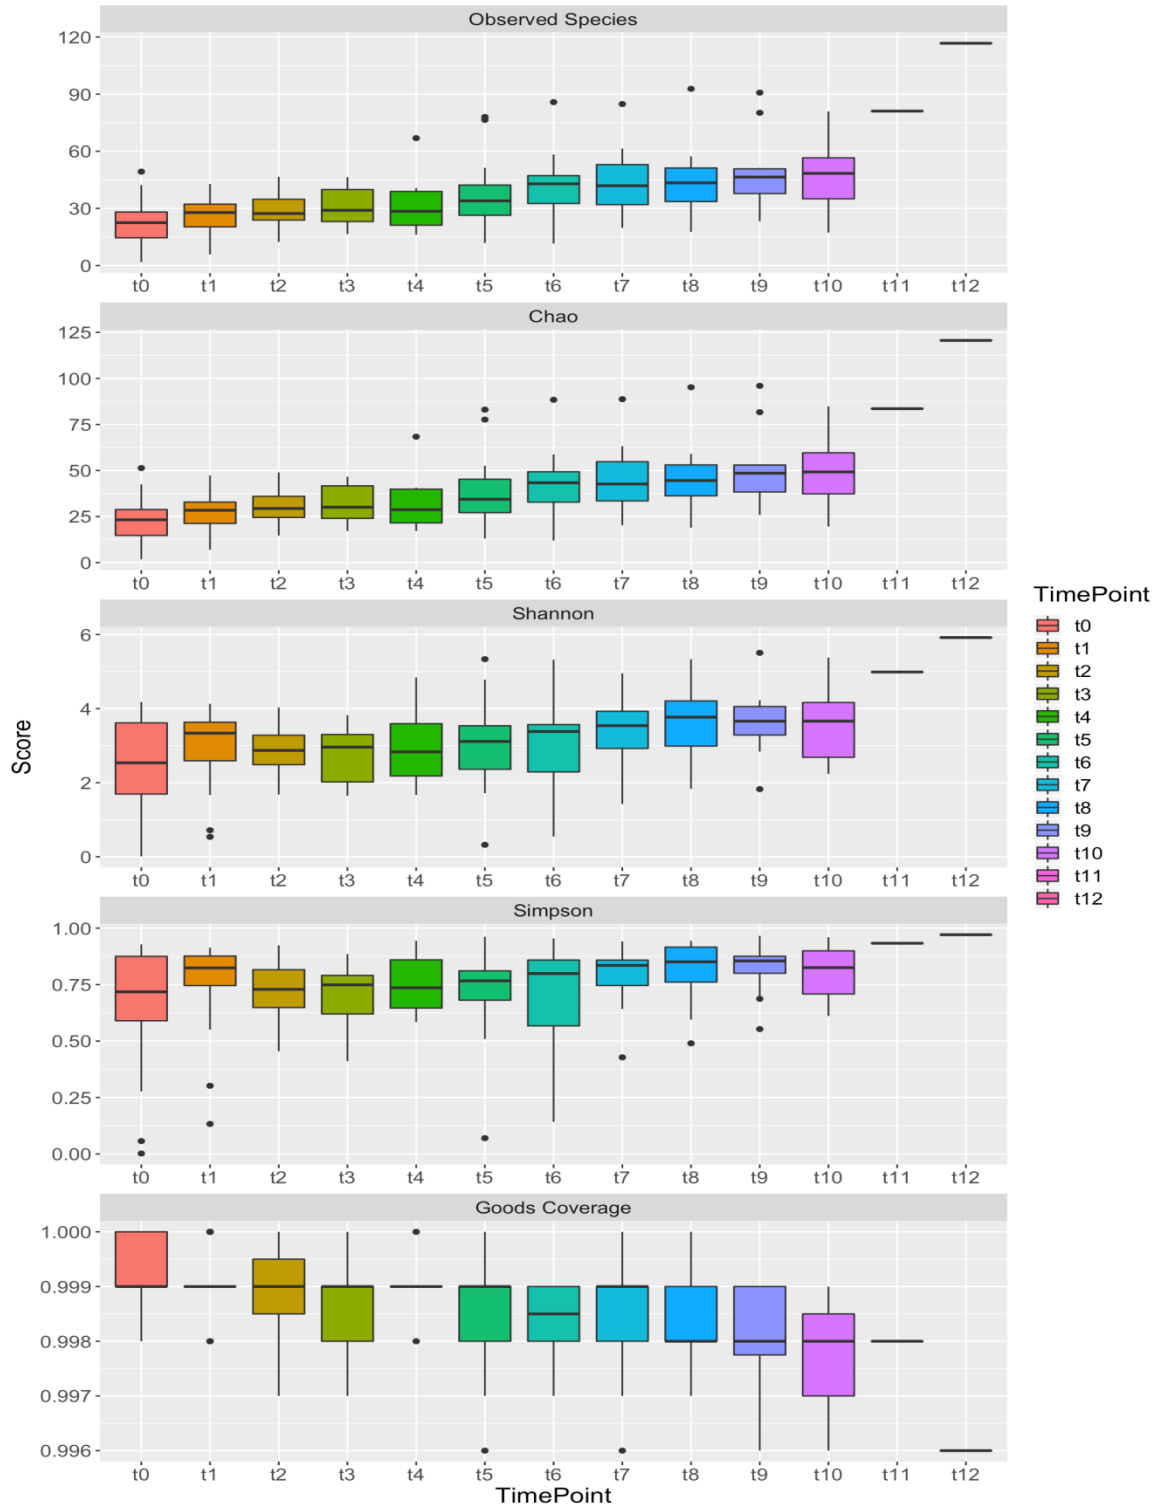 Observed Species
120
90
60
30
0
t0 t1 t2 t3 t4 t5 t6 t7 t8 t9 t10 t11 t12
Chao
125
100
75
50
25
0
t0 t1 t2 t3 t4 t5 t6 t7 t8 t9 t10 t11 t12
Shannon
6
4
2
0
t0 t1 t2 t3 t4 t5 t6 t7 t8 t9 t10 t11 t12
Simpson
1.00
0.75
0.50
0.25
0.00
t0 t1 t2 t3 t4 t5 t6 t7 t8 t9 t10 t11 t12
Goods Coverage
1.000
0.999
0.998
0.997
0.996
t0 t1 t2 t3 t4 t5 t6 t7 t8 t9 t10 t11 t12
TimePoint
Score
TimePoint
t0
t1
t2
t3
t4
t5
t6
t7
t8
t9
t10
t11
t12